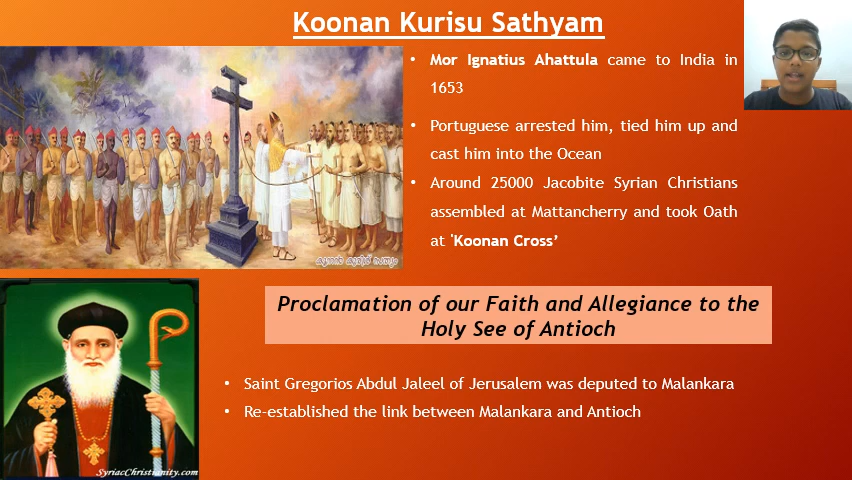 Koonan Kurisu Sathyam
• Mor Ignatius Ahattula came to India in
1653
• Portuguese arrested him, tied him up and
cast him into the Ocean
• Around 25000 Jacobite Syrian Christians
assembled at Mattancherry and took Oath
at 'Koonan Cross’
കൂനൻ കുരിശ് സത്യം
Proclamation of our Faith and Allegiance to the
Holy See of Antioch
• Saint Gregorios Abdul Jaleel of Jerusalem was deputed to Malankara
• Re-established the link between Malankara and Antioch
SyriacChristianity.com